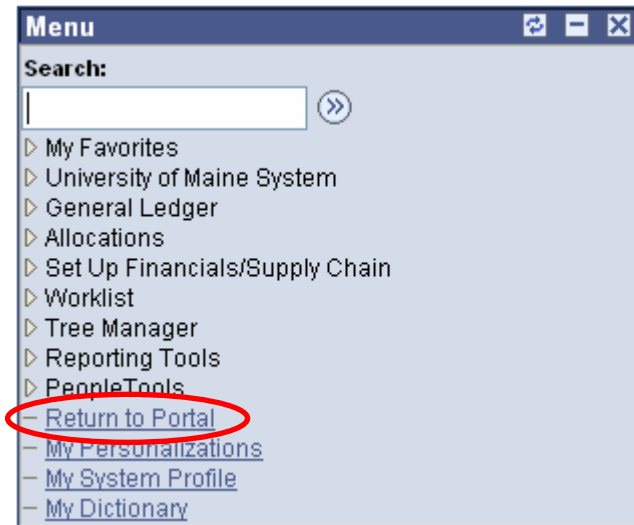 Menu
Search:
My Favorites
University of Maine System
General Ledger
Allocations
Set Up Financials/Supply Chain
Worklist
Tree Manager
Reporting Tools
PeopleTools
Return to Portal
My Personalizations
My System Profile
My Dictionary